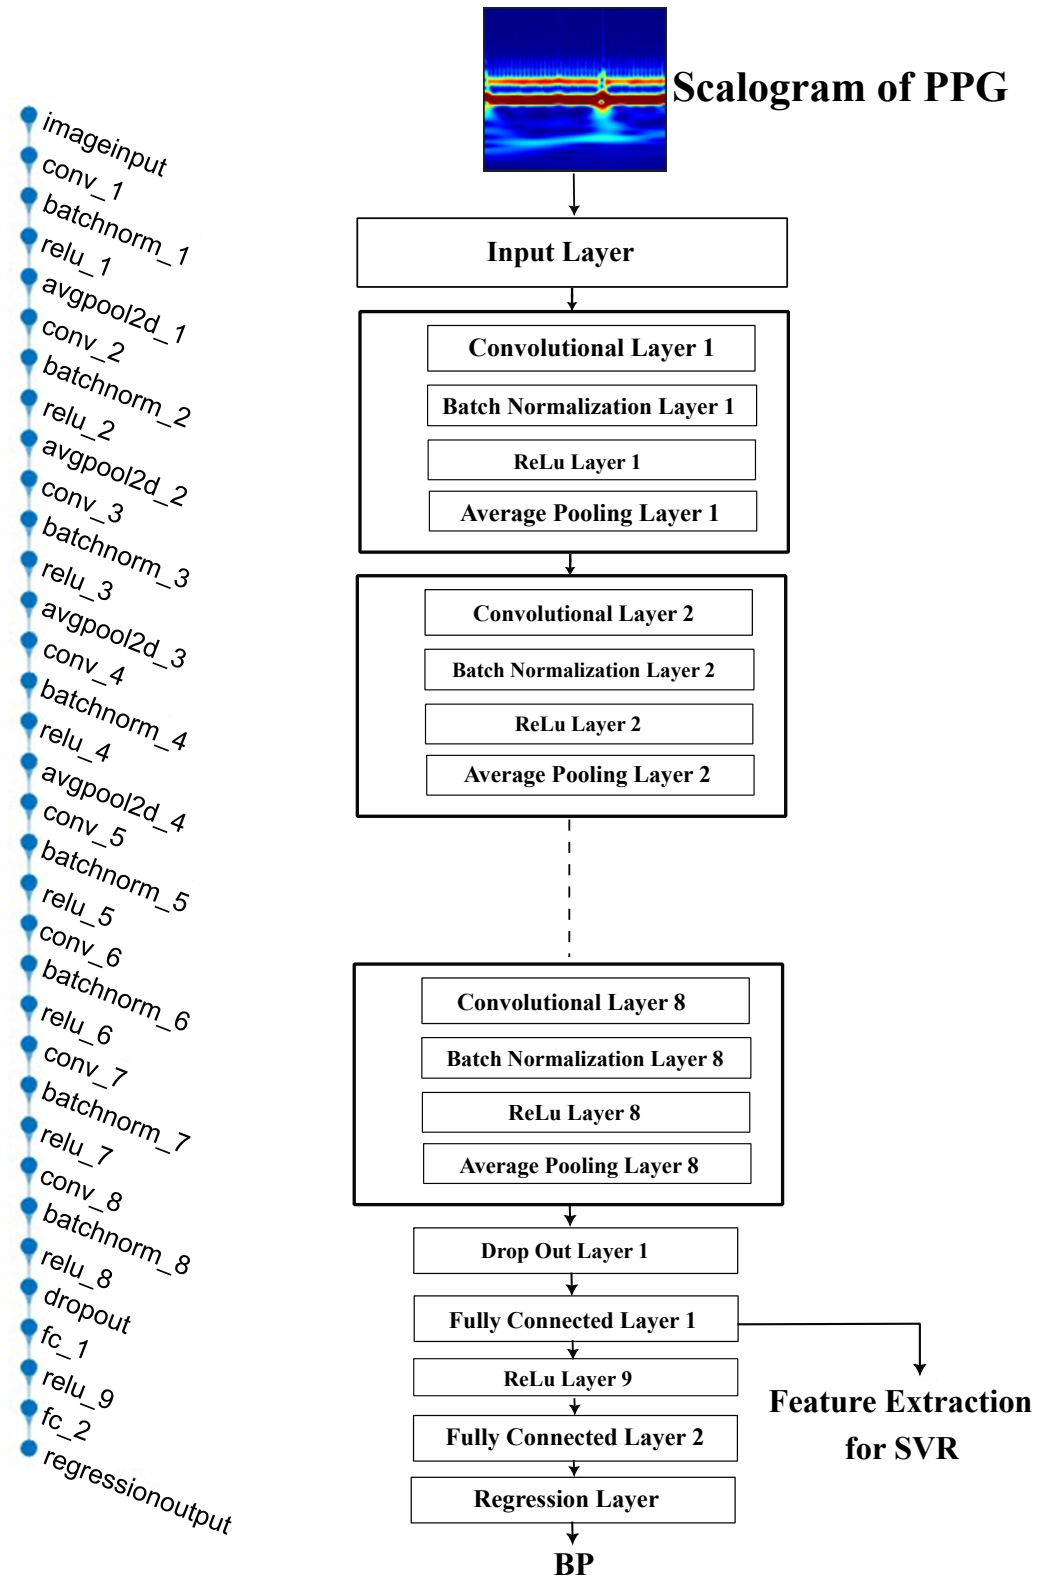 Scalogram of PPG
imageinput
conv_1
batchnorm_1
relu_1
avgpool2d_1
conv_2
batchnorm_2
relu_2
avgpool2d_2
conv_3
batchnorm_3
relu_3
avgpool2d_3
conv_4
batchnorm_4
relu_4
avgpool2d_4
conv_5
batchnorm_5
relu_5
conv_6
batchnorm_6
relu_6
conv_7
batchnorm_7
relu_7
conv_8
batchnorm_8
relu_8
dropout
fc_1
relu_9
fc_2
regressionoutput
Input Layer
Convolutional Layer 1
Batch Normalization Layer 1
ReLu Layer 1
Average Pooling Layer 1
Convolutional Layer 2
Batch Normalization Layer 2
ReLu Layer 2
Average Pooling Layer 2
Convolutional Layer 8
Batch Normalization Layer 8
ReLu Layer 8
Average Pooling Layer 8
Drop Out Layer 1
Fully Connected Layer 1
ReLu Layer 9
Fully Connected Layer 2
Regression Layer
BP
Feature Extraction
for SVR